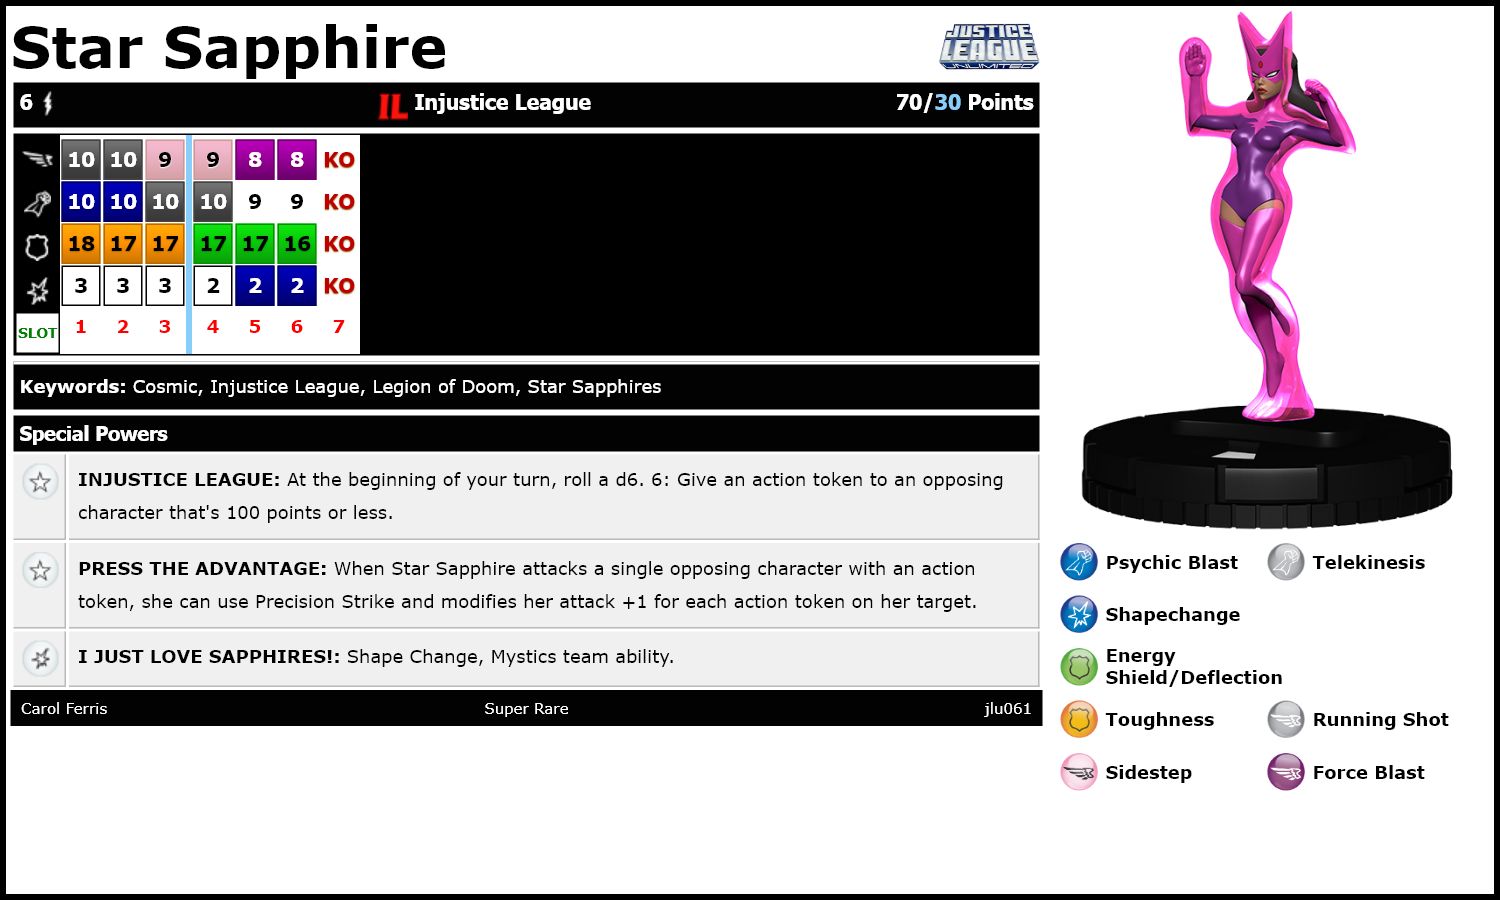 Star Sapphire
JUSTICE
LEAGUE
UNLIMITED
6
IL Injustice League
70/30 Points
10 10 9 9 8 8 KO
10 10 10 10 9 9 KO
18 17 17 17 17 16 KO
3 3 3 2 2 2 KO
SLOT 1 2 3 4 5 6 7
Keywords: Cosmic, Injustice League, Legion of Doom, Star Sapphires
Special Powers
INJUSTICE LEAGUE: At the beginning of your turn, roll a d6. 6: Give an action token to an opposing
character that's 100 points or less.
PRESS THE ADVANTAGE: When Star Sapphire attacks a single opposing character with an action
token, she can use Precision Strike and modifies her attack +1 for each action token on her target.
I JUST LOVE SAPPHIRES!: Shape Change, Mystics team ability.
Carol Ferris
Super Rare
jlu061
Psychic Blast
Telekinesis
Shapechange
Energy
Shield/Deflection
Toughness
Running Shot
Sidestep
Force Blast